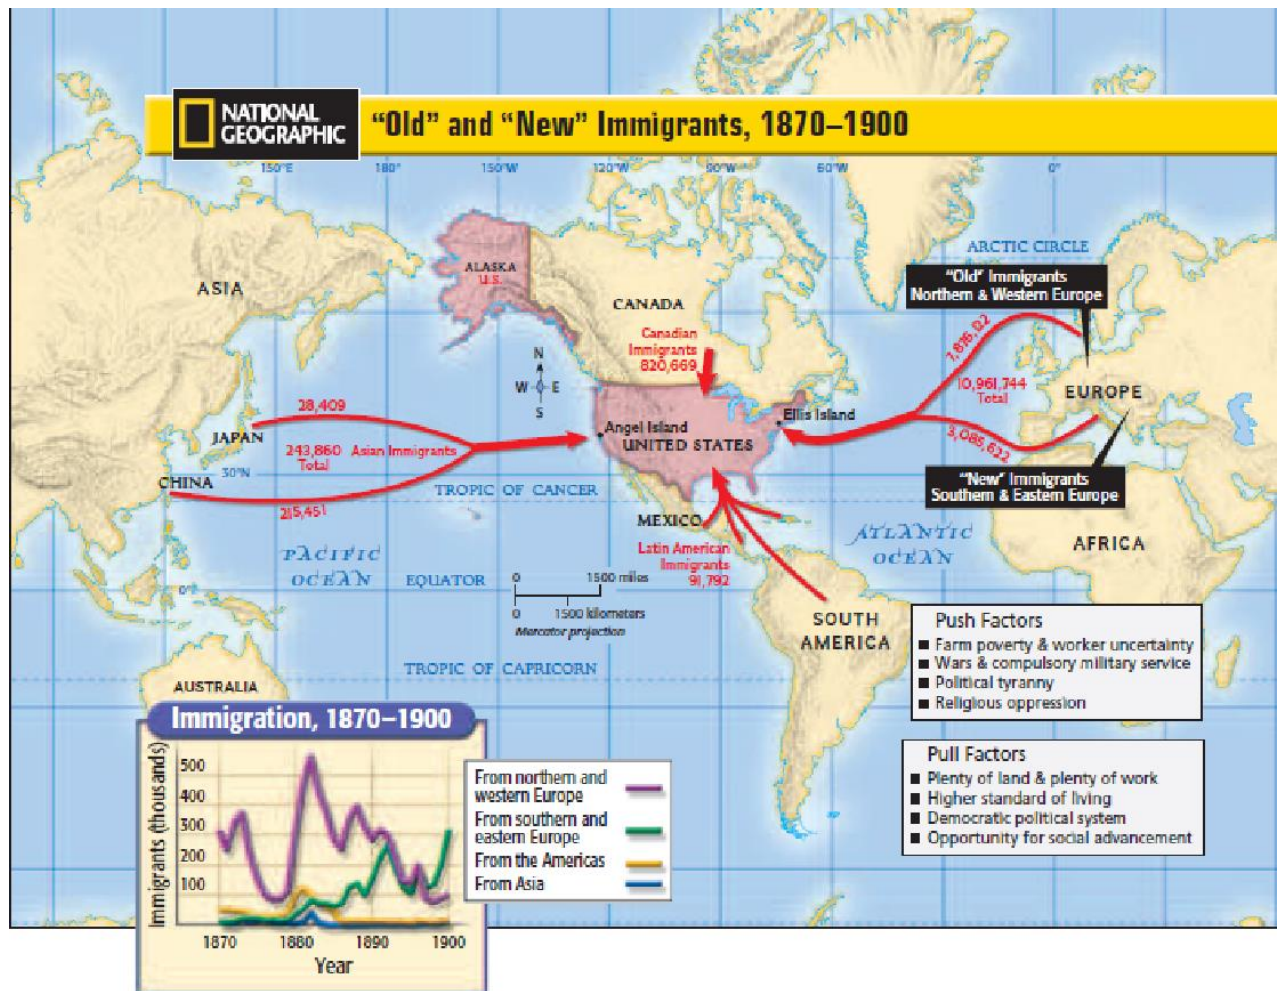 NATIONAL
GEOGRAPHIC
"Old" and "New" Immigrants, 1870–1900
150°E
180°
150°W
120°W
90°W
60°W
0°
ARCTIC CIRCLE
"Old" Immigrants
Northern & Western Europe
ASIA
ALASKA
U.S.
CANADA
Canadian
Immigrants
820,669
N
W
E
S
7,876,122
10,961,744
Total
EUROPE
3,085,622
Ellis Island
Angel Island
UNITED STATES
28,409
JAPAN
243,860
Total
Asian Immigrants
30°N
CHINA
215,451
TROPIC OF CANCER
"New" Immigrants
Southern & Eastern Europe
MEXICO
Latin American
Immigrants
91,792
ATLANTIC
OCEAN
AFRICA
PACIFIC
OCEAN
EQUATOR
0°
0
1500 miles
0
1500 kilometers
Mercator projection
SOUTH
AMERICA
TROPIC OF CAPRICORN
AUSTRALIA
Push Factors
■ Farm poverty & worker uncertainty
■ Wars & compulsory military service
■ Political tyranny
■ Religious oppression
Pull Factors
■ Plenty of land & plenty of work
■ Higher standard of living
■ Democratic political system
■ Opportunity for social advancement
Immigration, 1870–1900
Immigrants (thousands)
500
400
300
200
100
1870
1880
1890
1900
Year
From northern and
western Europe
From southern and
eastern Europe
From the Americas
From Asia